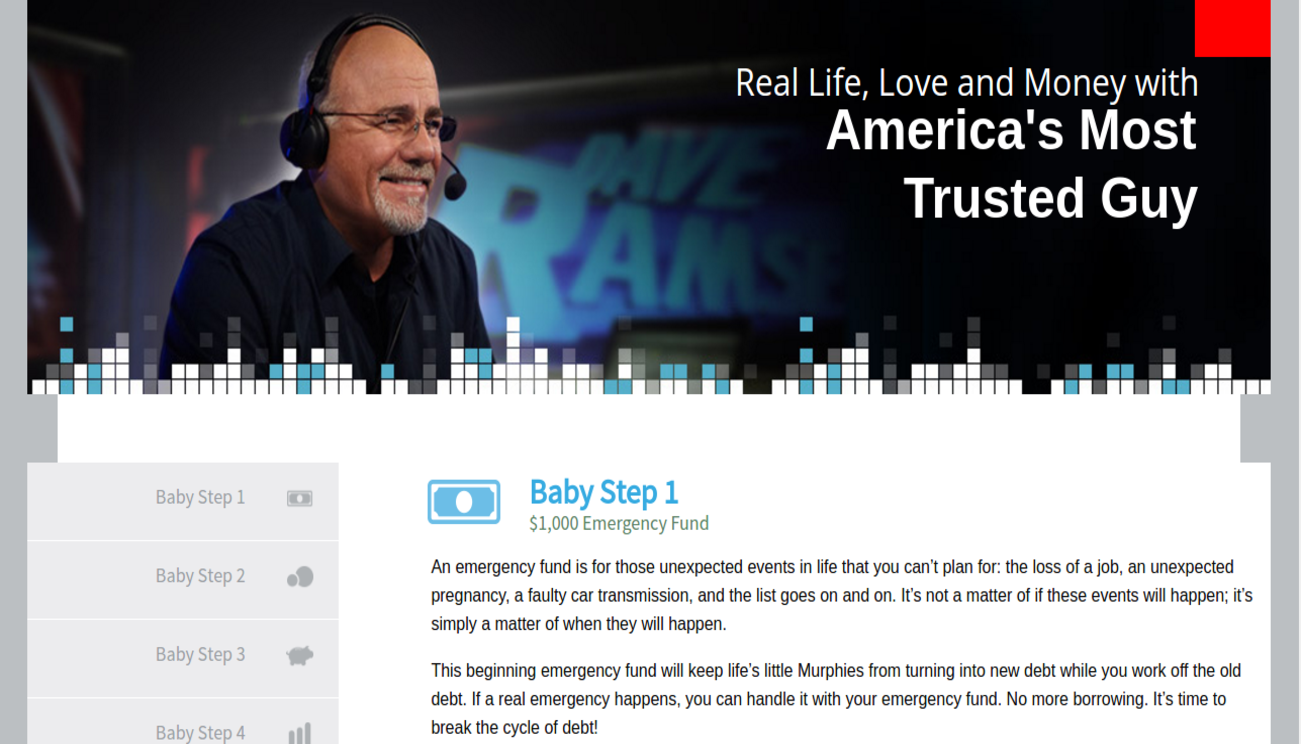 Real Life, Love and Money with
America's Most
Trusted Guy
DAVE
RAMSE
Baby Step 1
Baby Step 2
Baby Step 3
Baby Step 4
Baby Step 1
$1,000 Emergency Fund
An emergency fund is for those unexpected events in life that you can’t plan for: the loss of a job, an unexpected
pregnancy, a faulty car transmission, and the list goes on and on. It’s not a matter of if these events will happen; it’s
simply a matter of when they will happen.
This beginning emergency fund will keep life’s little Murphies from turning into new debt while you work off the old
debt. If a real emergency happens, you can handle it with your emergency fund. No more borrowing. It’s time to
break the cycle of debt!